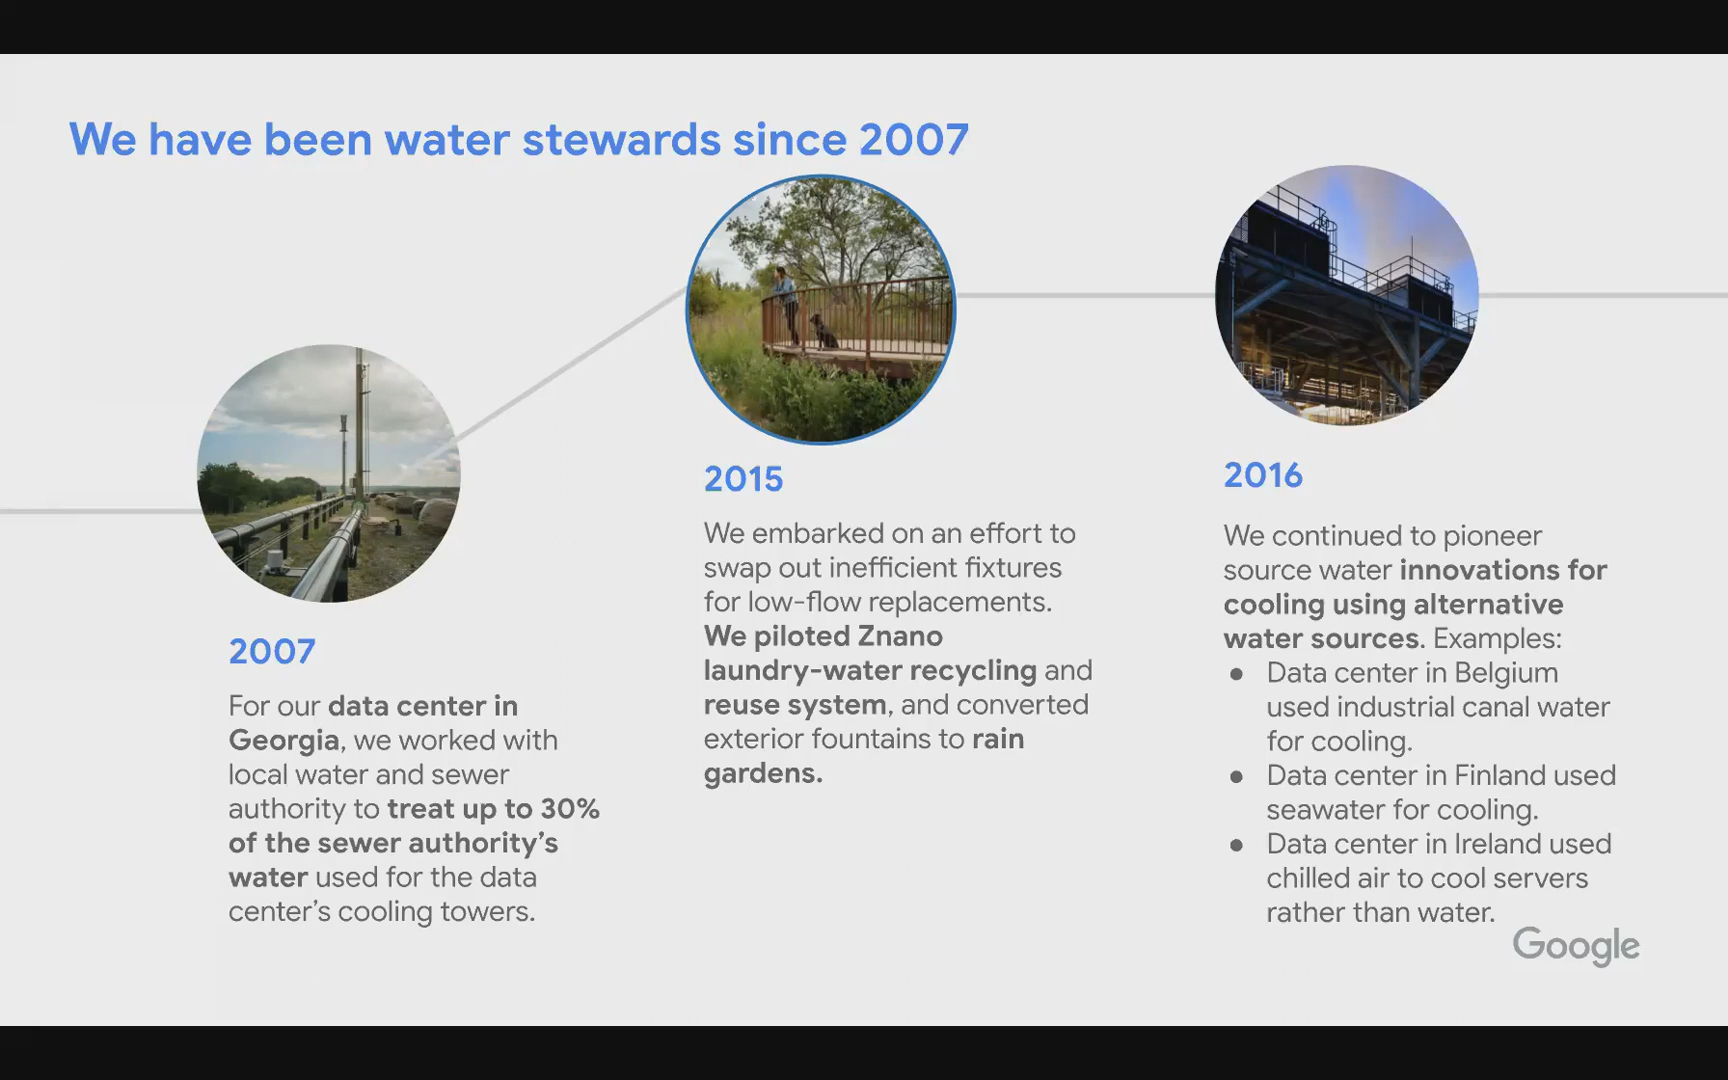 We have been water stewards since 2007
2007
For our data center in
Georgia, we worked with
local water and sewer
authority to treat up to 30%
of the sewer authority's
water used for the data
center's cooling towers.
2015
We embarked on an effort to
swap out inefficient fixtures
for low-flow replacements.
We piloted Znano
laundry-water recycling and
reuse system, and converted
exterior fountains to rain
gardens.
2016
We continued to pioneer
source water innovations for
cooling using alternative
water sources. Examples:
● Data center in Belgium
used industrial canal water
for cooling.
● Data center in Finland used
seawater for cooling.
● Data center in Ireland used
chilled air to cool servers
rather than water.
Google